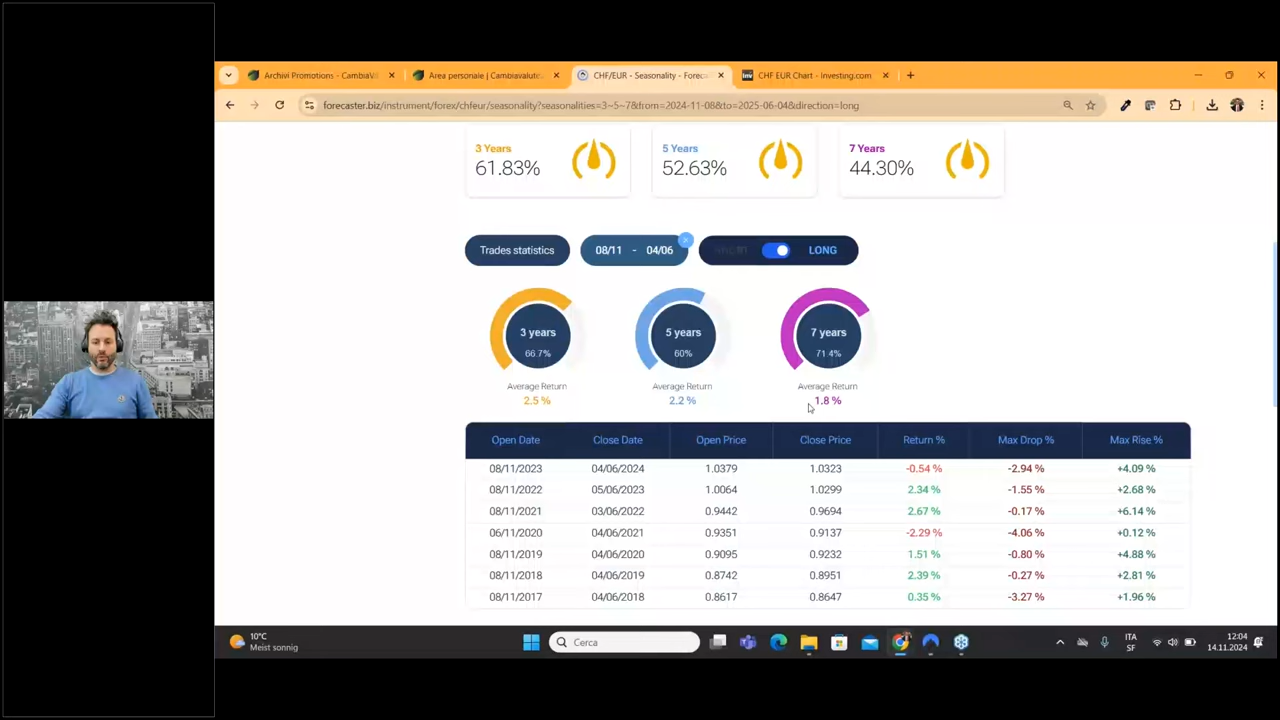 Archivi Promotions - CambiaVa
Area personale | Cambiavalute
CHF/EUR - Seasonality - Foreca
CHF EUR Chart - Investing.com
forecaster.biz/instrument/forex/chfeur/seasonality?seasonalities=3~5~7&from=2024-11-08&to=2025-06-04&direction=long
3 Years 5 Years 7 Years
61.83% 52.63% 44.30%
Trades statistics 08/11 - 04/06 LONG
3 years 5 years 7 years
66.7% 60% 71.4%
Average Return Average Return Average Return
2.5 % 2.2 % 1.8 %
Open Date Close Date Open Price Close Price Return % Max Drop % Max Rise %
08/11/2023 04/06/2024 1.0379 1.0323 -0.54 % -2.94 % +4.09 %
08/11/2022 05/06/2023 1.0064 1.0299 2.34 % -1.55 % +2.68 %
08/11/2021 03/06/2022 0.9442 0.9694 2.67 % -0.17 % +6.14 %
06/11/2020 04/06/2021 0.9351 0.9137 -2.29 % -4.06 % +0.12 %
08/11/2019 04/06/2020 0.9095 0.9232 1.51 % -0.80 % +4.88 %
08/11/2018 04/06/2019 0.8742 0.8951 2.39 % -0.27 % +2.81 %
08/11/2017 04/06/2018 0.8617 0.8647 0.35 % -3.27 % +1.96 %
10°C
Meist sonnig
Cerca
ITA
SF
12:04
14.11.2024